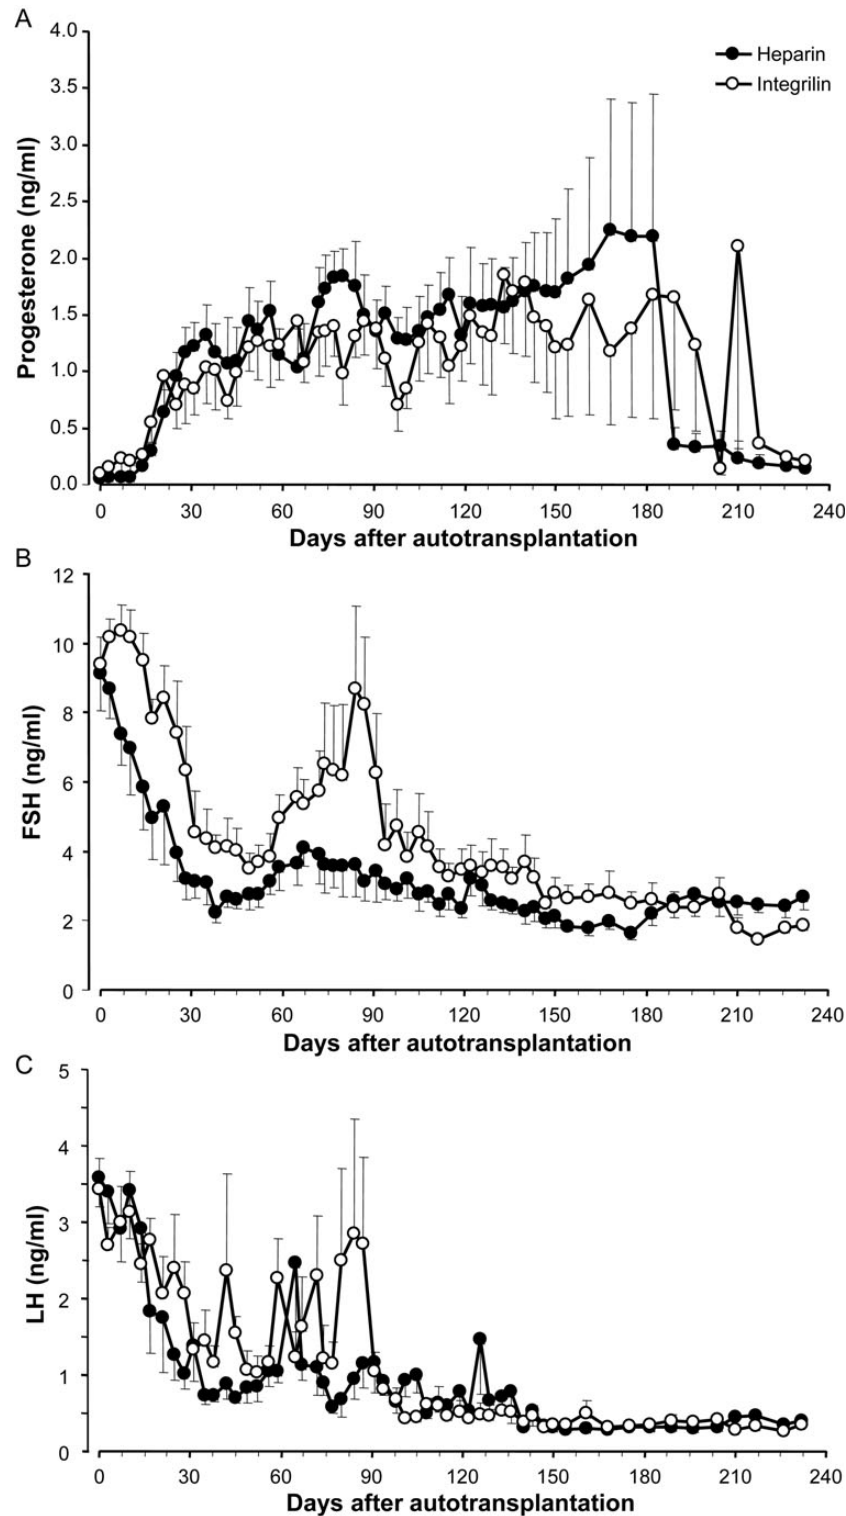 A
4.0
3.5
3.0
2.5
2.0
1.5
1.0
0.5
0.0
Progesterone (ng/ml)
Heparin
Integrilin
0 30 60 90 120 150 180 210 240
Days after autotransplantation
B
12
10
8
6
4
2
0
FSH (ng/ml)
0 30 60 90 120 150 180 210 240
Days after autotransplantation
C
5
4
3
2
1
0
LH (ng/ml)
0 30 60 90 120 150 180 210 240
Days after autotransplantation